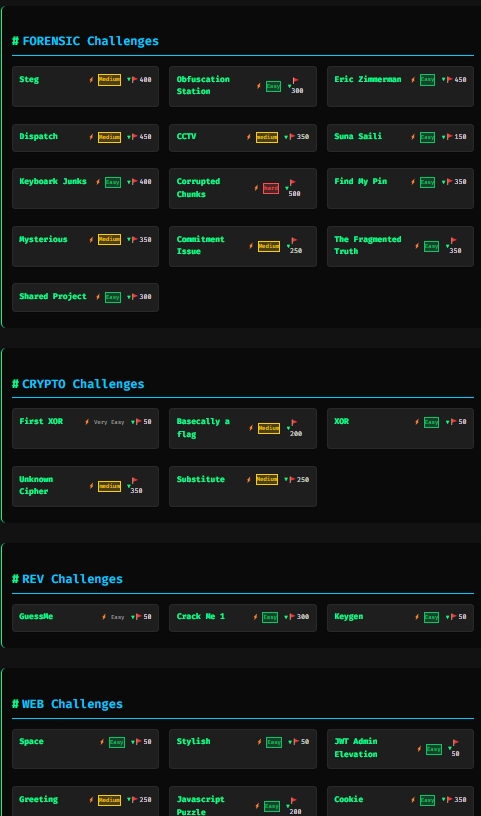 # FORENSIC Challenges
Steg ⚡ Medium ▼🚩 400
Obfuscation Station ⚡ Easy ▼🚩 300
Eric Zimmerman ⚡ Easy ▼🚩 450
Dispatch ⚡ Medium ▼🚩 450
CCTV ⚡ medium ▼🚩 350
Suna Saili ⚡ Easy ▼🚩 150
Keyboark Junks ⚡ Easy ▼🚩 400
Corrupted Chunks ⚡ Hard ▼🚩 500
Find My Pin ⚡ Easy ▼🚩 350
Mysterious ⚡ Medium ▼🚩 350
Commitment Issue ⚡ Medium ▼🚩 250
The Fragmented Truth ⚡ Easy ▼🚩 350
Shared Project ⚡ Easy ▼🚩 300
# CRYPTO Challenges
First XOR ⚡ Very Easy ▼🚩 50
Basecally a flag ⚡ Medium ▼🚩 200
XOR ⚡ Easy ▼🚩 50
Unknown Cipher ⚡ medium ▼🚩 350
Substitute ⚡ Medium ▼🚩 250
# REV Challenges
GuessMe ⚡ Easy ▼🚩 50
Crack Me 1 ⚡ Easy ▼🚩 300
Keygen ⚡ Easy ▼🚩 50
# WEB Challenges
Space ⚡ Easy ▼🚩 50
Stylish ⚡ Easy ▼🚩 50
JWT Admin Elevation ⚡ Easy ▼🚩 50
Greeting ⚡ Medium ▼🚩 250
Javascript Puzzle ⚡ Easy ▼🚩 200
Cookie ⚡ Easy ▼🚩 350